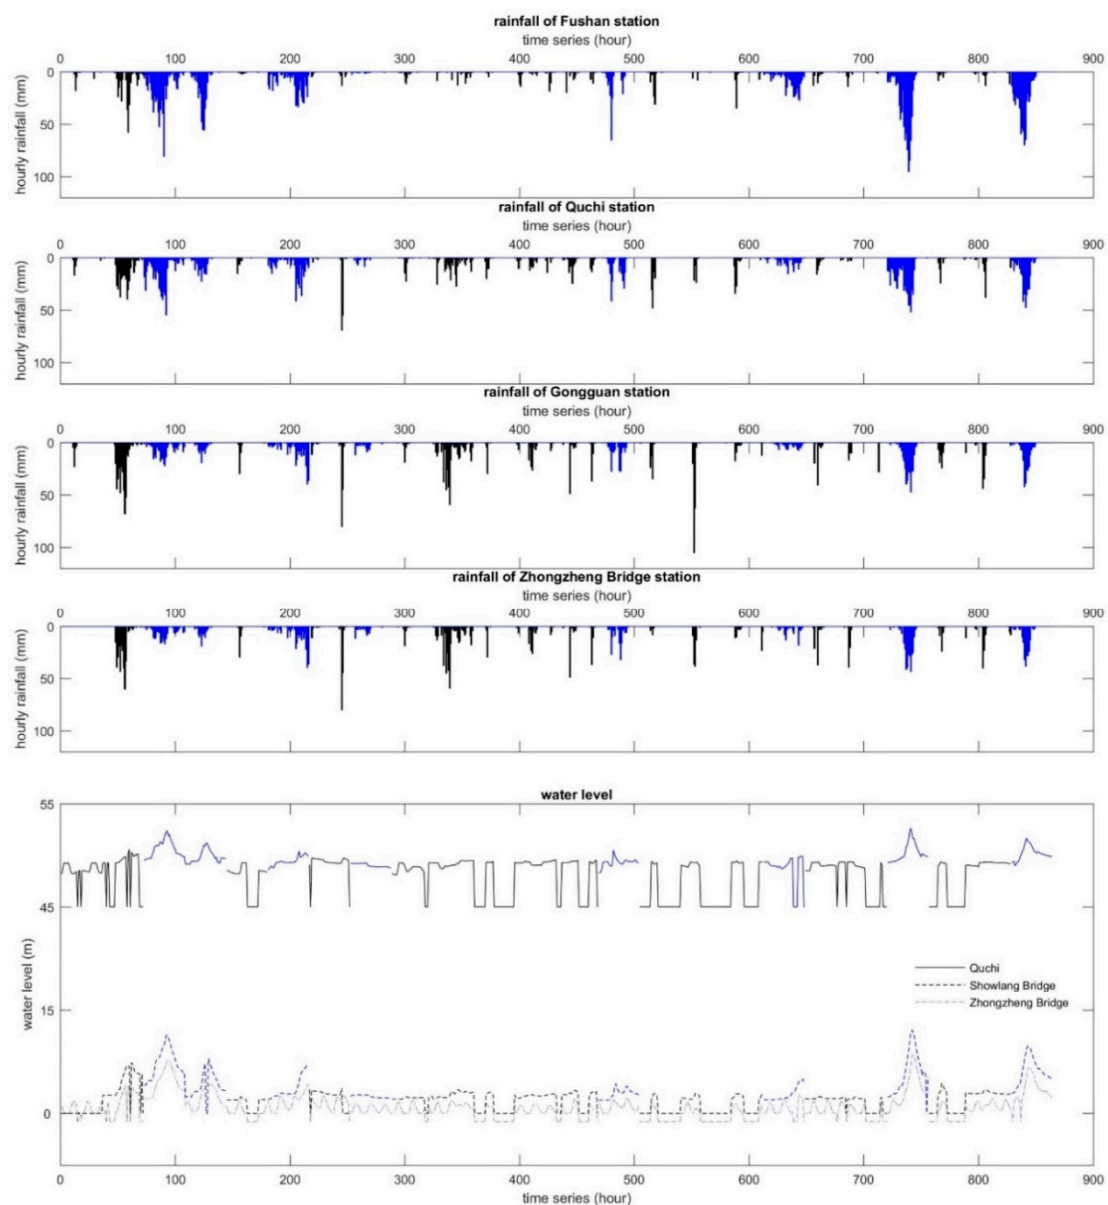 rainfall of Fushan station
time series (hour)
0 100 200 300 400 500 600 700 800 900
hourly rainfall (mm)
0
50
100
rainfall of Quchi station
time series (hour)
0 100 200 300 400 500 600 700 800 900
hourly rainfall (mm)
0
50
100
rainfall of Gongguan station
time series (hour)
0 100 200 300 400 500 600 700 800 900
hourly rainfall (mm)
0
50
100
rainfall of Zhongzheng Bridge station
time series (hour)
0 100 200 300 400 500 600 700 800 900
hourly rainfall (mm)
0
50
100
water level
water level (m)
55
45
15
0
Quchi
Showlang Bridge
Zhongzheng Bridge
0 100 200 300 400 500 600 700 800 900
time series (hour)